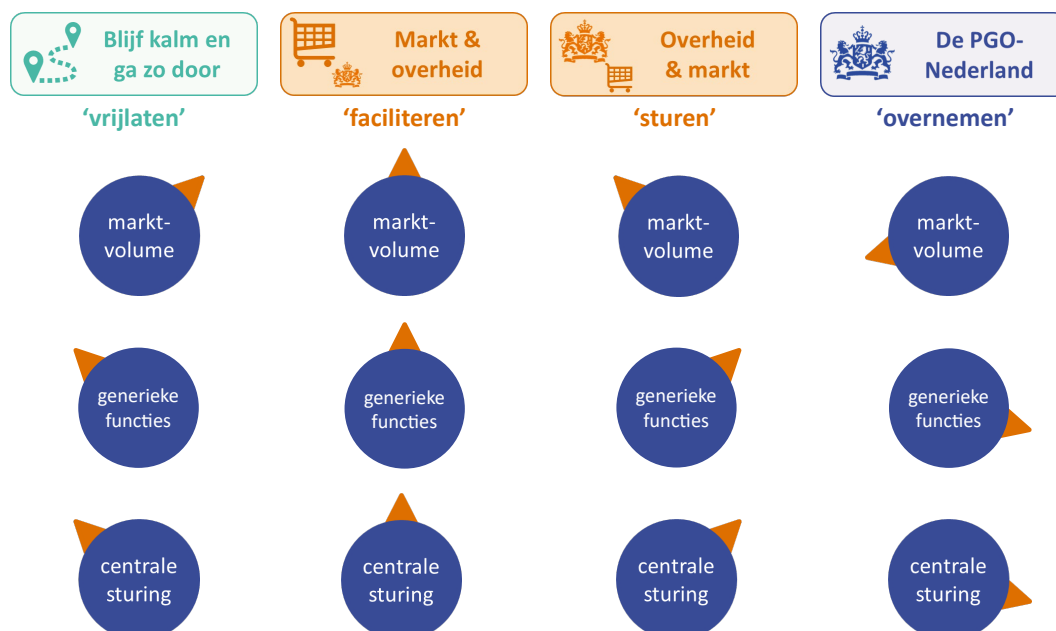 Blijf kalm en
ga zo door
Markt &
overheid
Overheid
& markt
De PGO-
Nederland
‘vrijlaten’
‘faciliteren’
‘sturen’
‘overnemen’
markt-
volume
markt-
volume
markt-
volume
markt-
volume
generieke
functies
generieke
functies
generieke
functies
generieke
functies
centrale
sturing
centrale
sturing
centrale
sturing
centrale
sturing